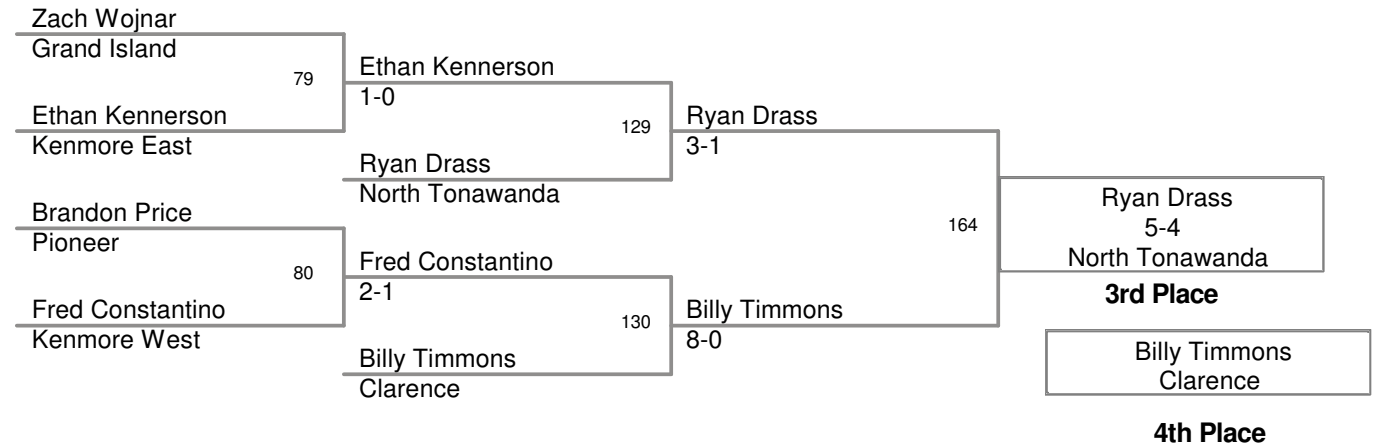 Zach Wojnar
Grand Island
79
Ethan Kennerson
Kenmore East
Ethan Kennerson
1-0
129
Ryan Drass
North Tonawanda
Brandon Price
Pioneer
80
Fred Constantino
Kenmore West
Fred Constantino
2-1
130
Billy Timmons
Clarence
Ryan Drass
3-1
164
Billy Timmons
8-0
Ryan Drass
5-4
North Tonawanda
3rd Place
Billy Timmons
Clarence
4th Place